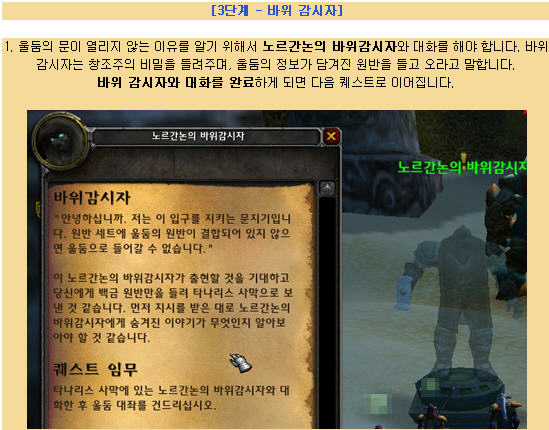 [3단계 - 바위 감시자]
1. 울둠의 문이 열리지 않는 이유를 알기 위해서 노르간논의 바위감시자와 대화를 해야 합니다. 바위
감시자는 창조주의 비밀을 들려주며, 울둠의 정보가 담겨진 원반을 들고 오라고 말합니다.
바위 감시자와 대화를 완료하게 되면 다음 퀘스트로 이어집니다.
노르간논의 바위감시자
노르간논의 바위감시자
바위감시자
"안녕하십니까. 저는 이 입구를 지키는 문지기입니
다. 원반 세트에 울둠의 원반이 결합되어 있지 않으
면 울둠으로 들어갈 수 없습니다."
이 노르간논의 바위감시자가 출현할 것을 기대하고
당신에게 백금 원반만을 들려 타나리스 사막으로 보
낸 것 같습니다. 먼저 지시를 받은 대로 노르간논의
바위감시자에게 숨겨진 이야기가 무엇인지 알아보
아야 할 것 같습니다.
퀘스트 임무
타나리스 사막에 있는 노르간논의 바위감시자와 대
화한 후 울둠 대좌를 건드리십시오.